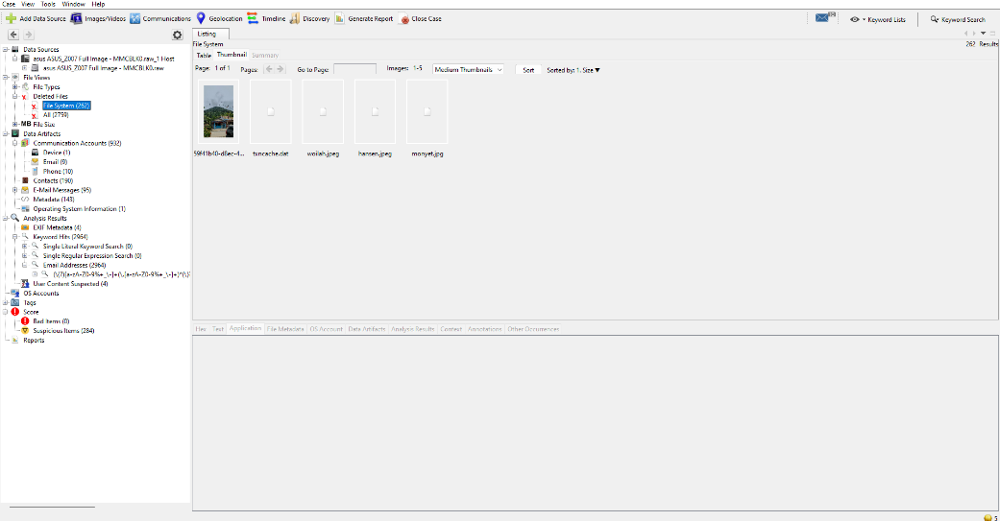 Case View Tools Window Help
Add Data Source Images/Videos Communications Geolocation Timeline Discovery Generate Report Close Case Keyword Lists Keyword Search
Listing
File System 262 Results
Table Thumbnail Summary
Page: 1 of 1 Pages: Go to Page: Images: 1-5 Medium Thumbnails Sort Sorted by: 1. Size ▼
59f41b40-d8ec-4... txncache.dat woilah.jpeg hansen.jpeg monyet.jpg
Data Sources
asus ASUS_Z007 Full Image - MMCBLK0.raw_1 Host
asus ASUS_Z007 Full Image - MMCBLK0.raw
File Views
File Types
Deleted Files
File System (262)
All (2759)
MB File Size
Data Artifacts
Communication Accounts (932)
Device (1)
Email (9)
Phone (10)
Contacts (190)
E-Mail Messages (95)
Metadata (143)
Operating System Information (1)
Analysis Results
EXIF Metadata (4)
Keyword Hits (2964)
Single Literal Keyword Search (0)
Single Regular Expression Search (0)
Email Addresses (2964)
User Content Suspected (4)
OS Accounts
Tags
Score
Bad Items (0)
Suspicious Items (284)
Reports
Hex Text Application File Metadata OS Account Data Artifacts Analysis Results Context Annotations Other Occurrences
5